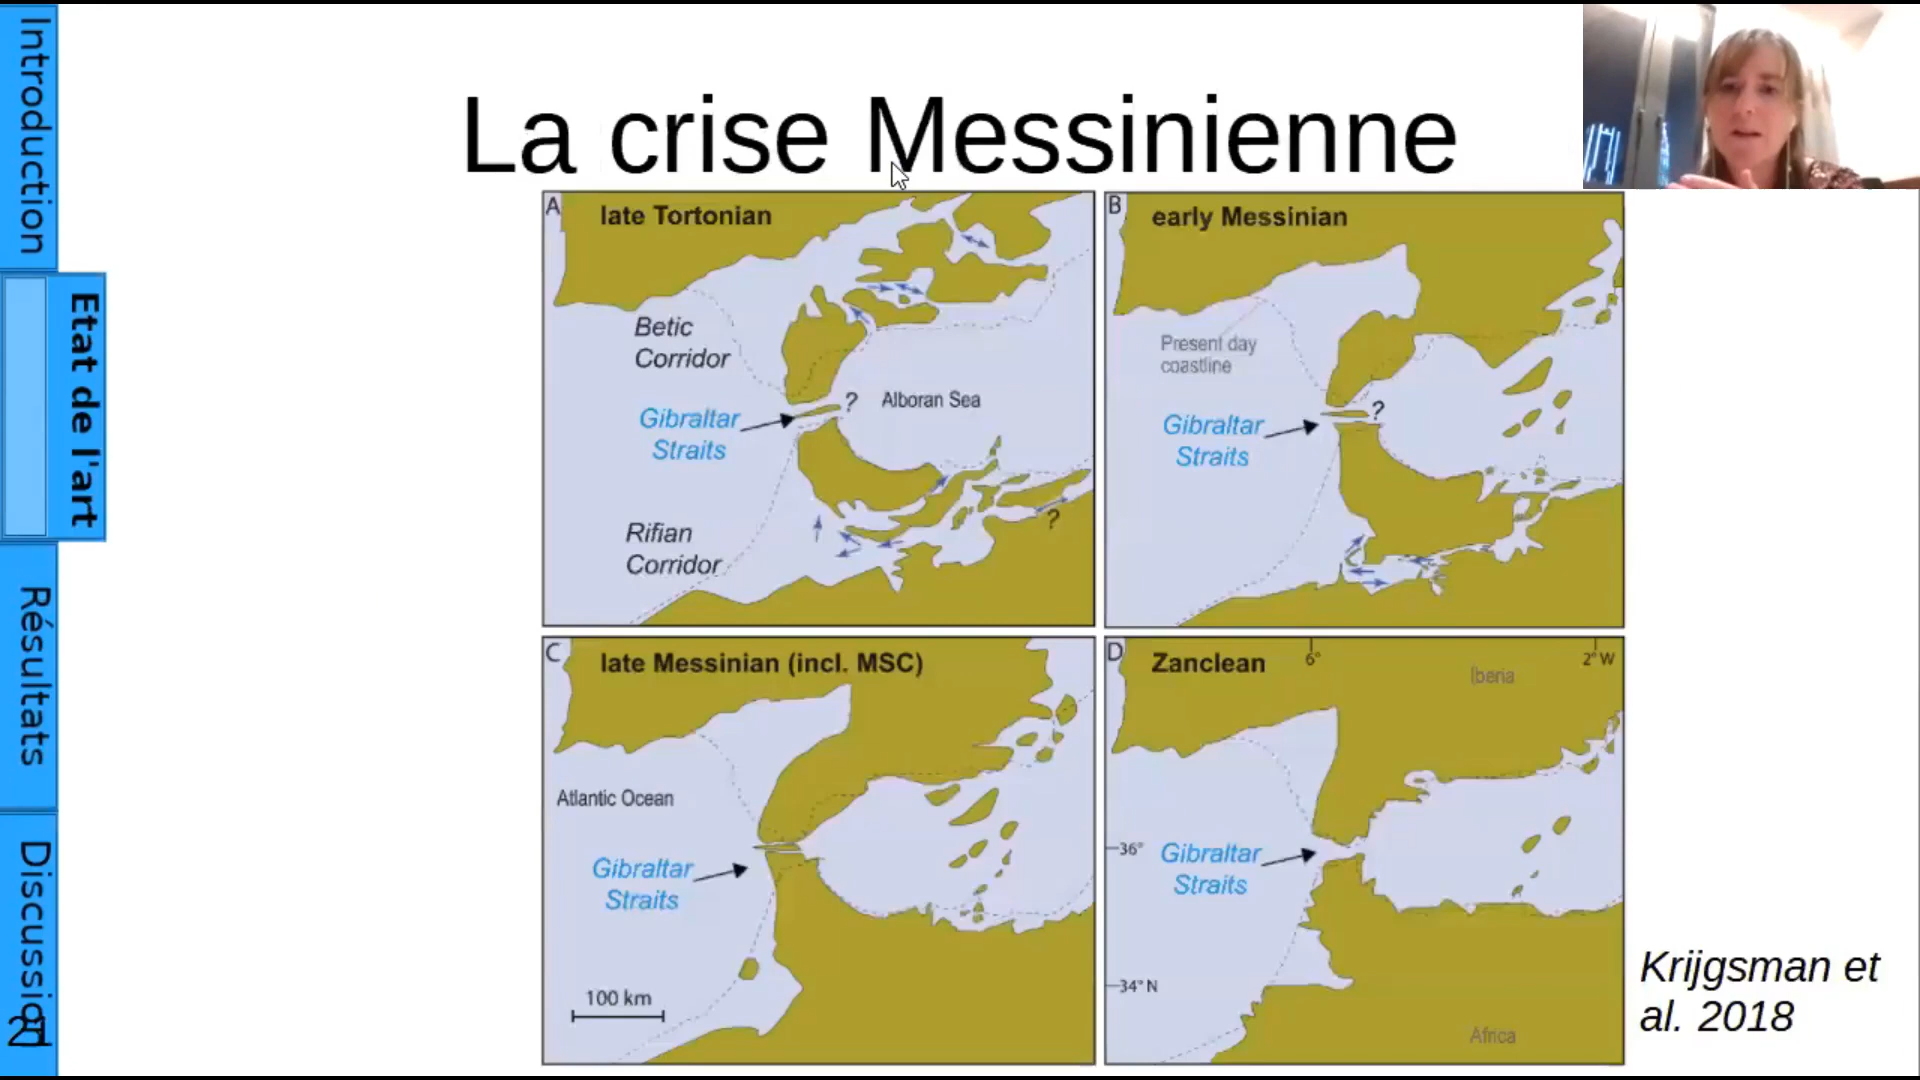 Introduction
Etat de l'art
Résultats
Discussion
21
La crise Messinienne
A
late Tortonian
Betic
Corridor
Gibraltar
Straits
?
Alboran Sea
Rifian
Corridor
?
B
early Messinian
Present day
coastline
Gibraltar
Straits
?
C
late Messinian (incl. MSC)
Atlantic Ocean
Gibraltar
Straits
100 km
D
Zanclean
6°
2° W
Iberia
36°
Gibraltar
Straits
34° N
Africa
Krijgsman et
al. 2018